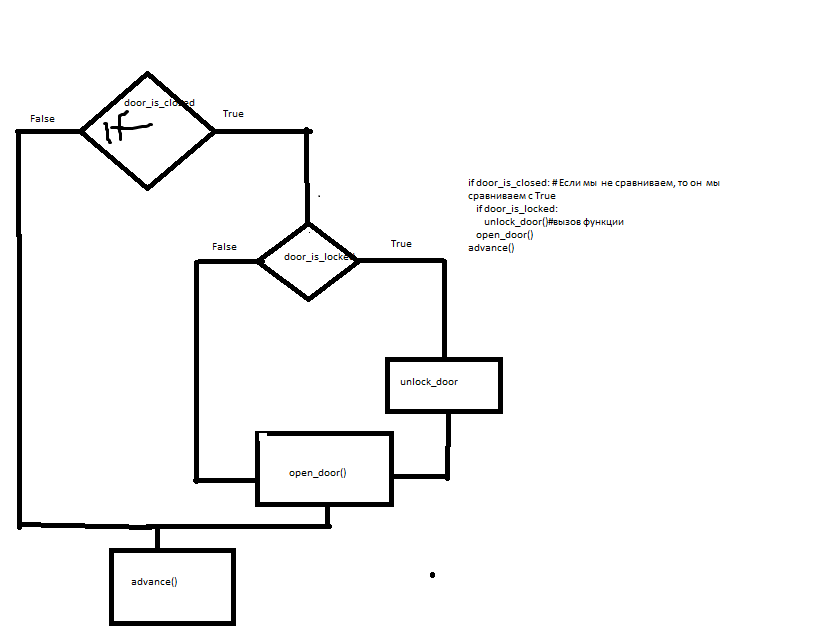 door_is_closed
False
True
if
if door_is_closed: #Если мы не сравниваем, то он мы
сравниваем с True
if door_is_locked:
unlock_door()#вызов функции
open_door()
advance()
False
True
door_is_locked
unlock_door
open_door()
advance()